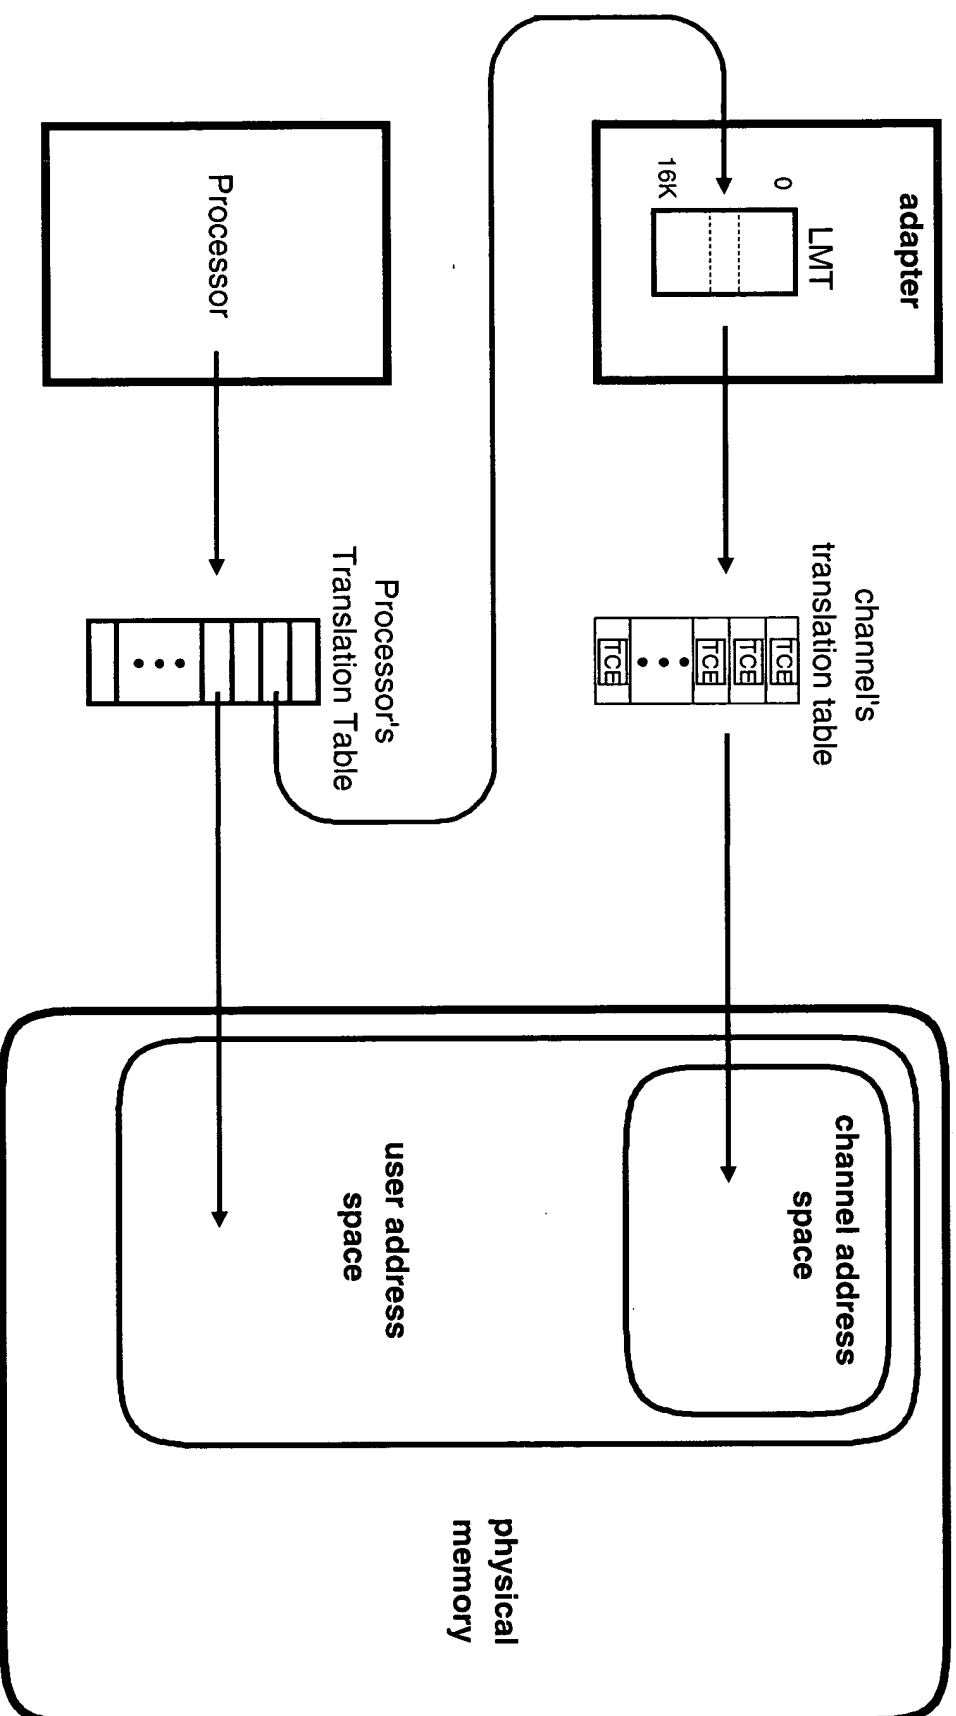 adapter
LMT
0
16K
channel's
translation table
TCE
TCE
TCE
TCE
channel address
space
Processor
Processor's
Translation Table
user address
space
physical
memory